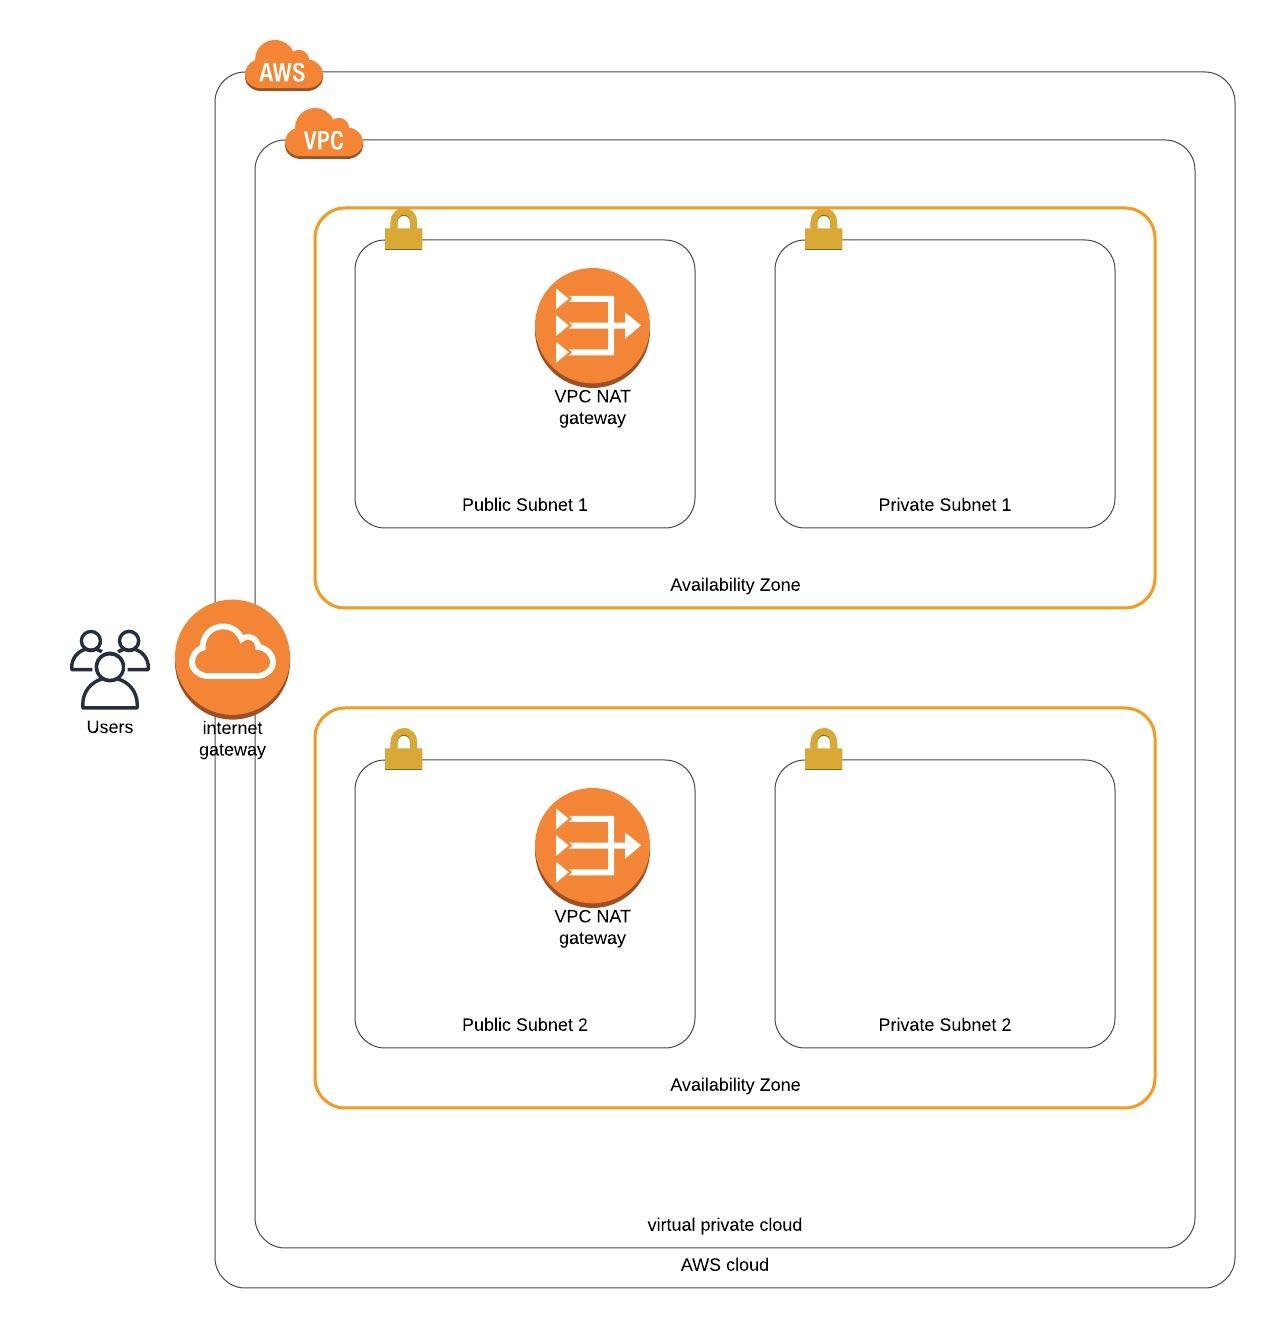 AWS
VPC
VPC NAT
gateway
Public Subnet 1
Private Subnet 1
Availability Zone
Users
internet
gateway
VPC NAT
gateway
Public Subnet 2
Private Subnet 2
Availability Zone
virtual private cloud
AWS cloud